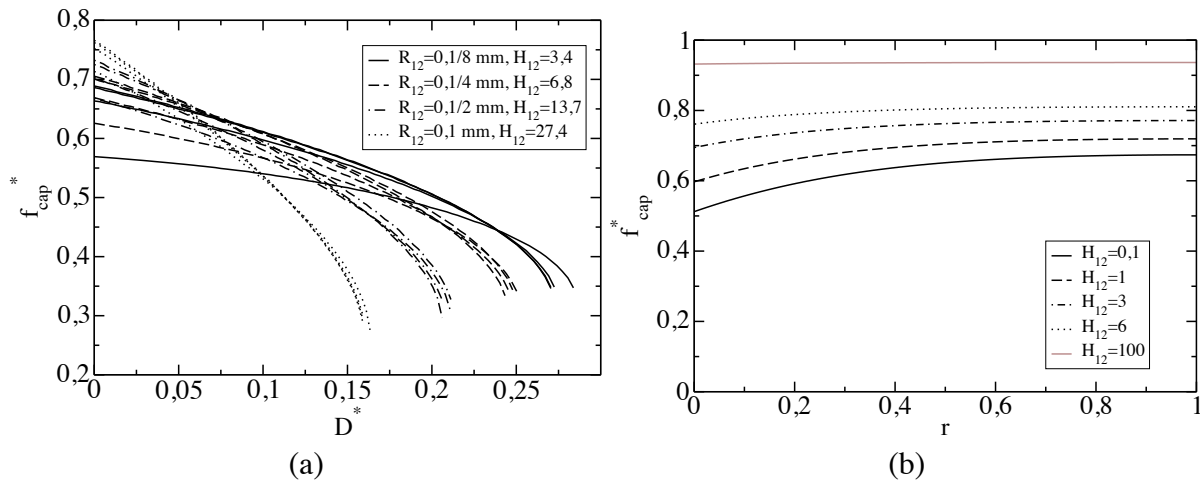 0,8
0,7
0,6
0,5
0,4
0,3
0,2
f*cap
0
0,05
0,1
0,15
0,2
0,25
D*
R12=0,1/8 mm, H12=3,4
R12=0,1/4 mm, H12=6,8
R12=0,1/2 mm, H12=13,7
R12=0,1 mm, H12=27,4
(a)
1
0,8
0,6
0,4
0,2
0
f*cap
0
0,2
0,4
0,6
0,8
1
r
H12=0,1
H12=1
H12=3
H12=6
H12=100
(b)